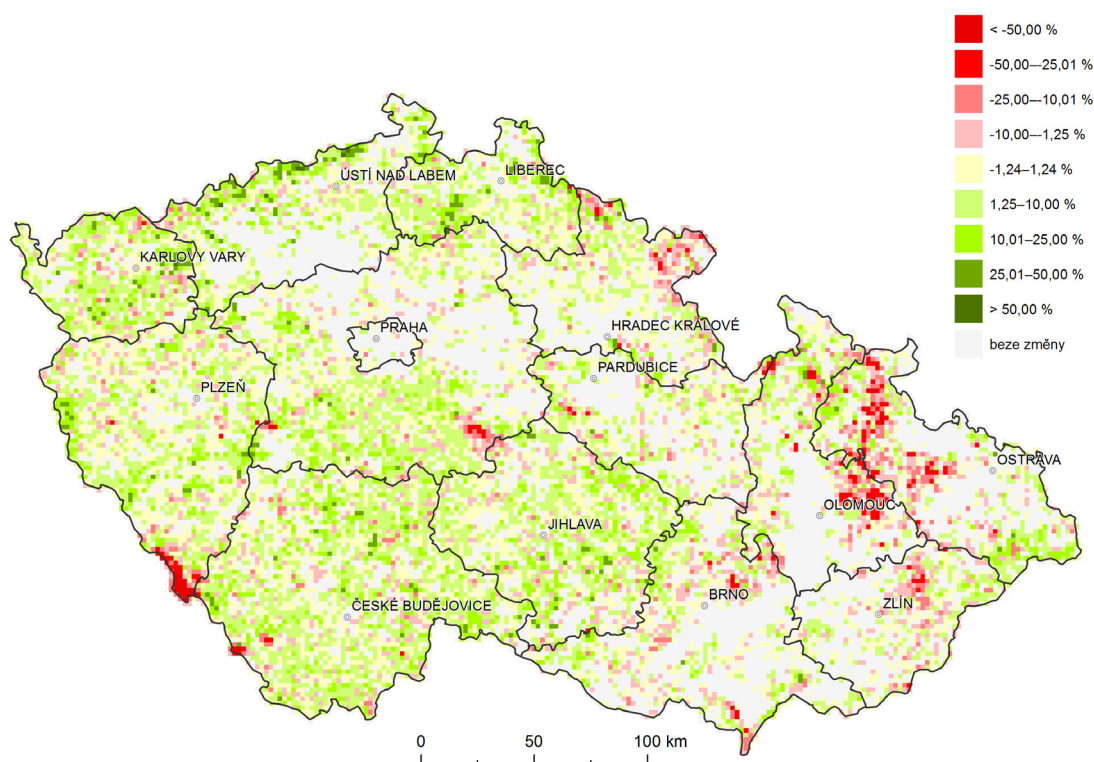 < -50,00 %
-50,00–-25,01 %
-25,00–-10,01 %
-10,00–-1,25 %
-1,24–1,24 %
1,25–10,00 %
10,01–25,00 %
25,01–50,00 %
> 50,00 %
beze změny
ÚSTÍ NAD LABEM
LIBEREC
KARLOVY VARY
PRAHA
HRADEC KRÁLOVÉ
PARDUBICE
PLZEŇ
OSTRAVA
OLOMOUC
JIHLAVA
BRNO
ZLÍN
ČESKÉ BUDĚJOVICE
0 50 100 km